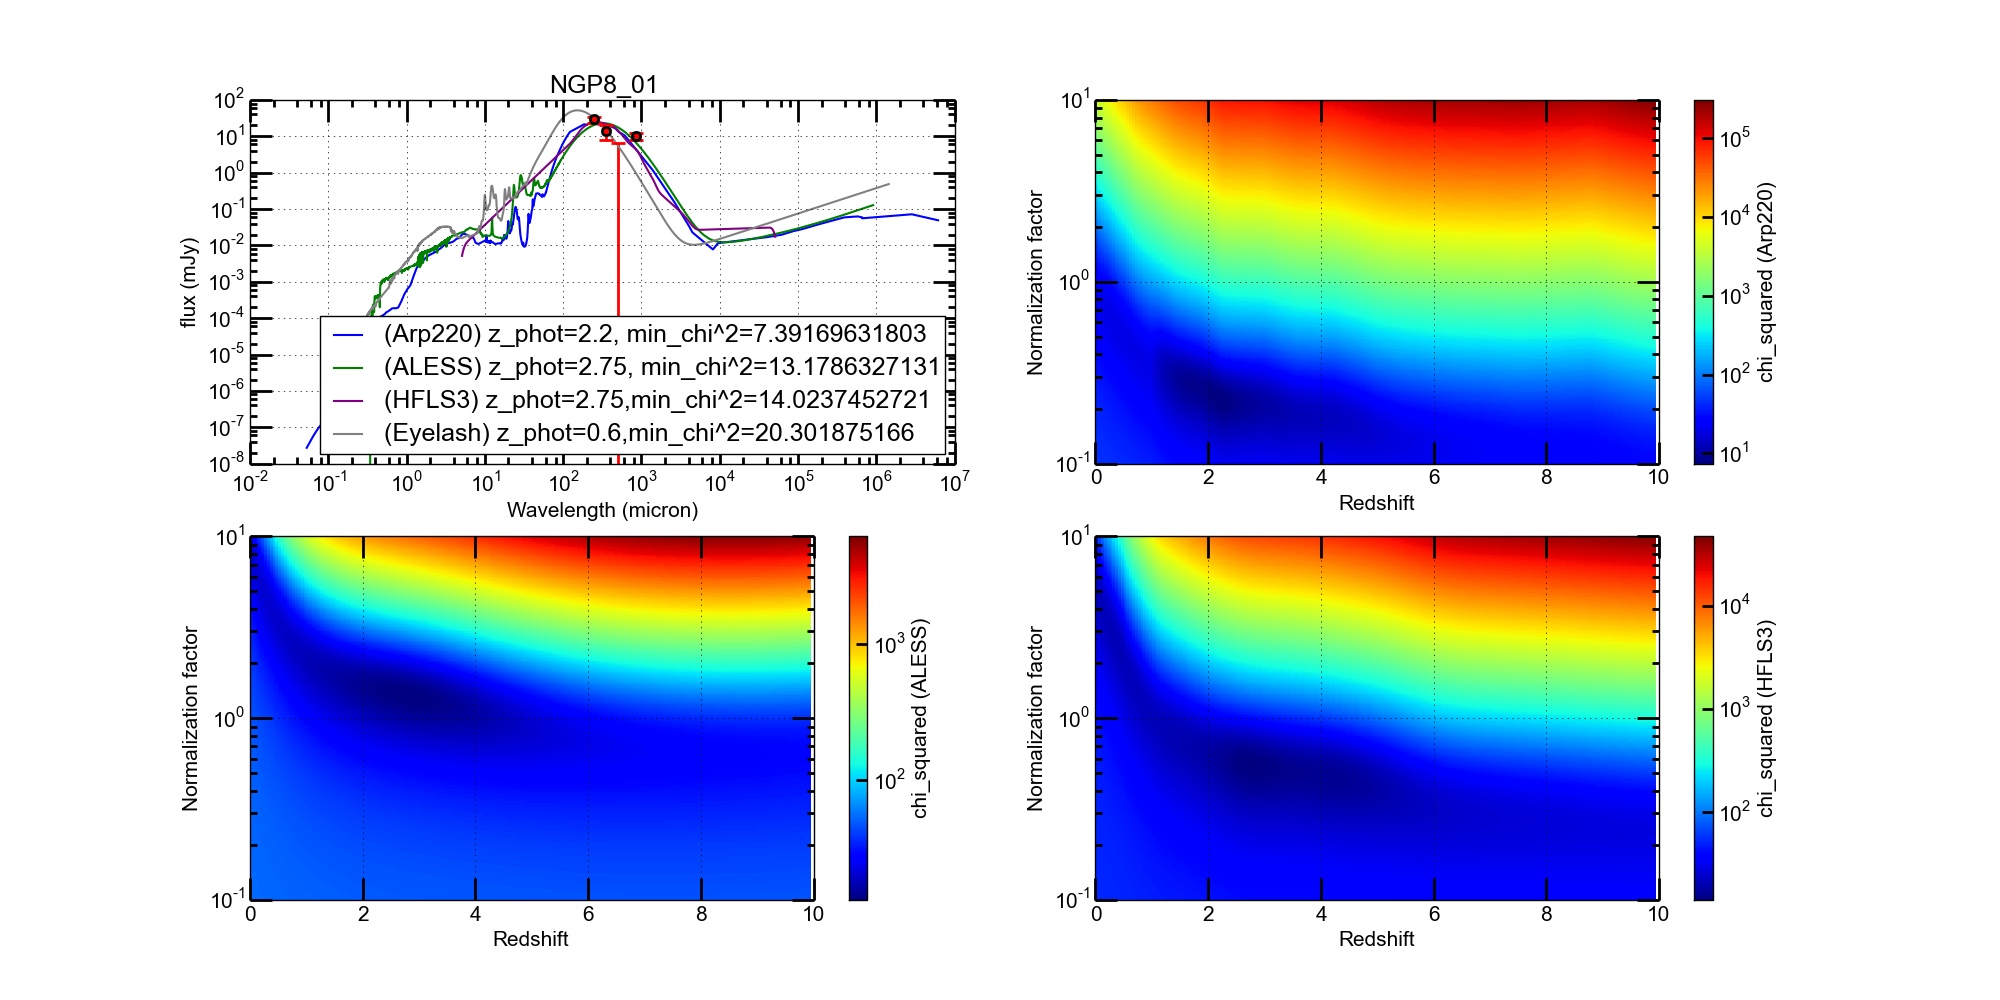 NGP8_01
flux (mJy)
10^2
10^1
10^0
10^-1
10^-2
10^-3
10^-4
10^-5
10^-6
10^-7
10^-8
(Arp220) z_phot=2.2, min_chi^2=7.39169631803
(ALESS) z_phot=2.75, min_chi^2=13.1786327131
(HFLS3) z_phot=2.75,min_chi^2=14.0237452721
(Eyelash) z_phot=0.6,min_chi^2=20.301875166
10^-2 10^-1 10^0 10^1 10^2 10^3 10^4 10^5 10^6 10^7
Wavelength (micron)
Normalization factor
10^1
10^0
10^-1
0 2 4 6 8 10
Redshift
10^5
10^4
10^3
10^2
10^1
chi_squared (Arp220)
Normalization factor
10^1
10^0
10^-1
0 2 4 6 8 10
Redshift
10^3
10^2
chi_squared (ALESS)
Normalization factor
10^1
10^0
10^-1
0 2 4 6 8 10
Redshift
10^4
10^3
10^2
chi_squared (HFLS3)